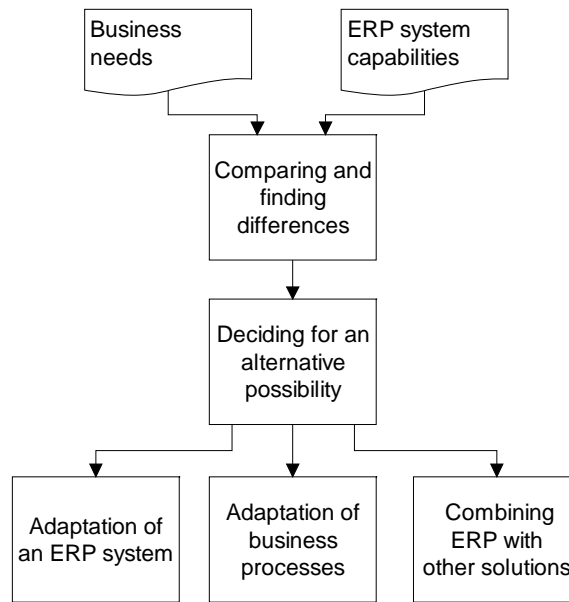 Business
needs
ERP system
capabilities
Comparing and
finding
differences
Deciding for an
alternative
possibility
Adaptation of
an ERP system
Adaptation of
business
processes
Combining
ERP with
other solutions